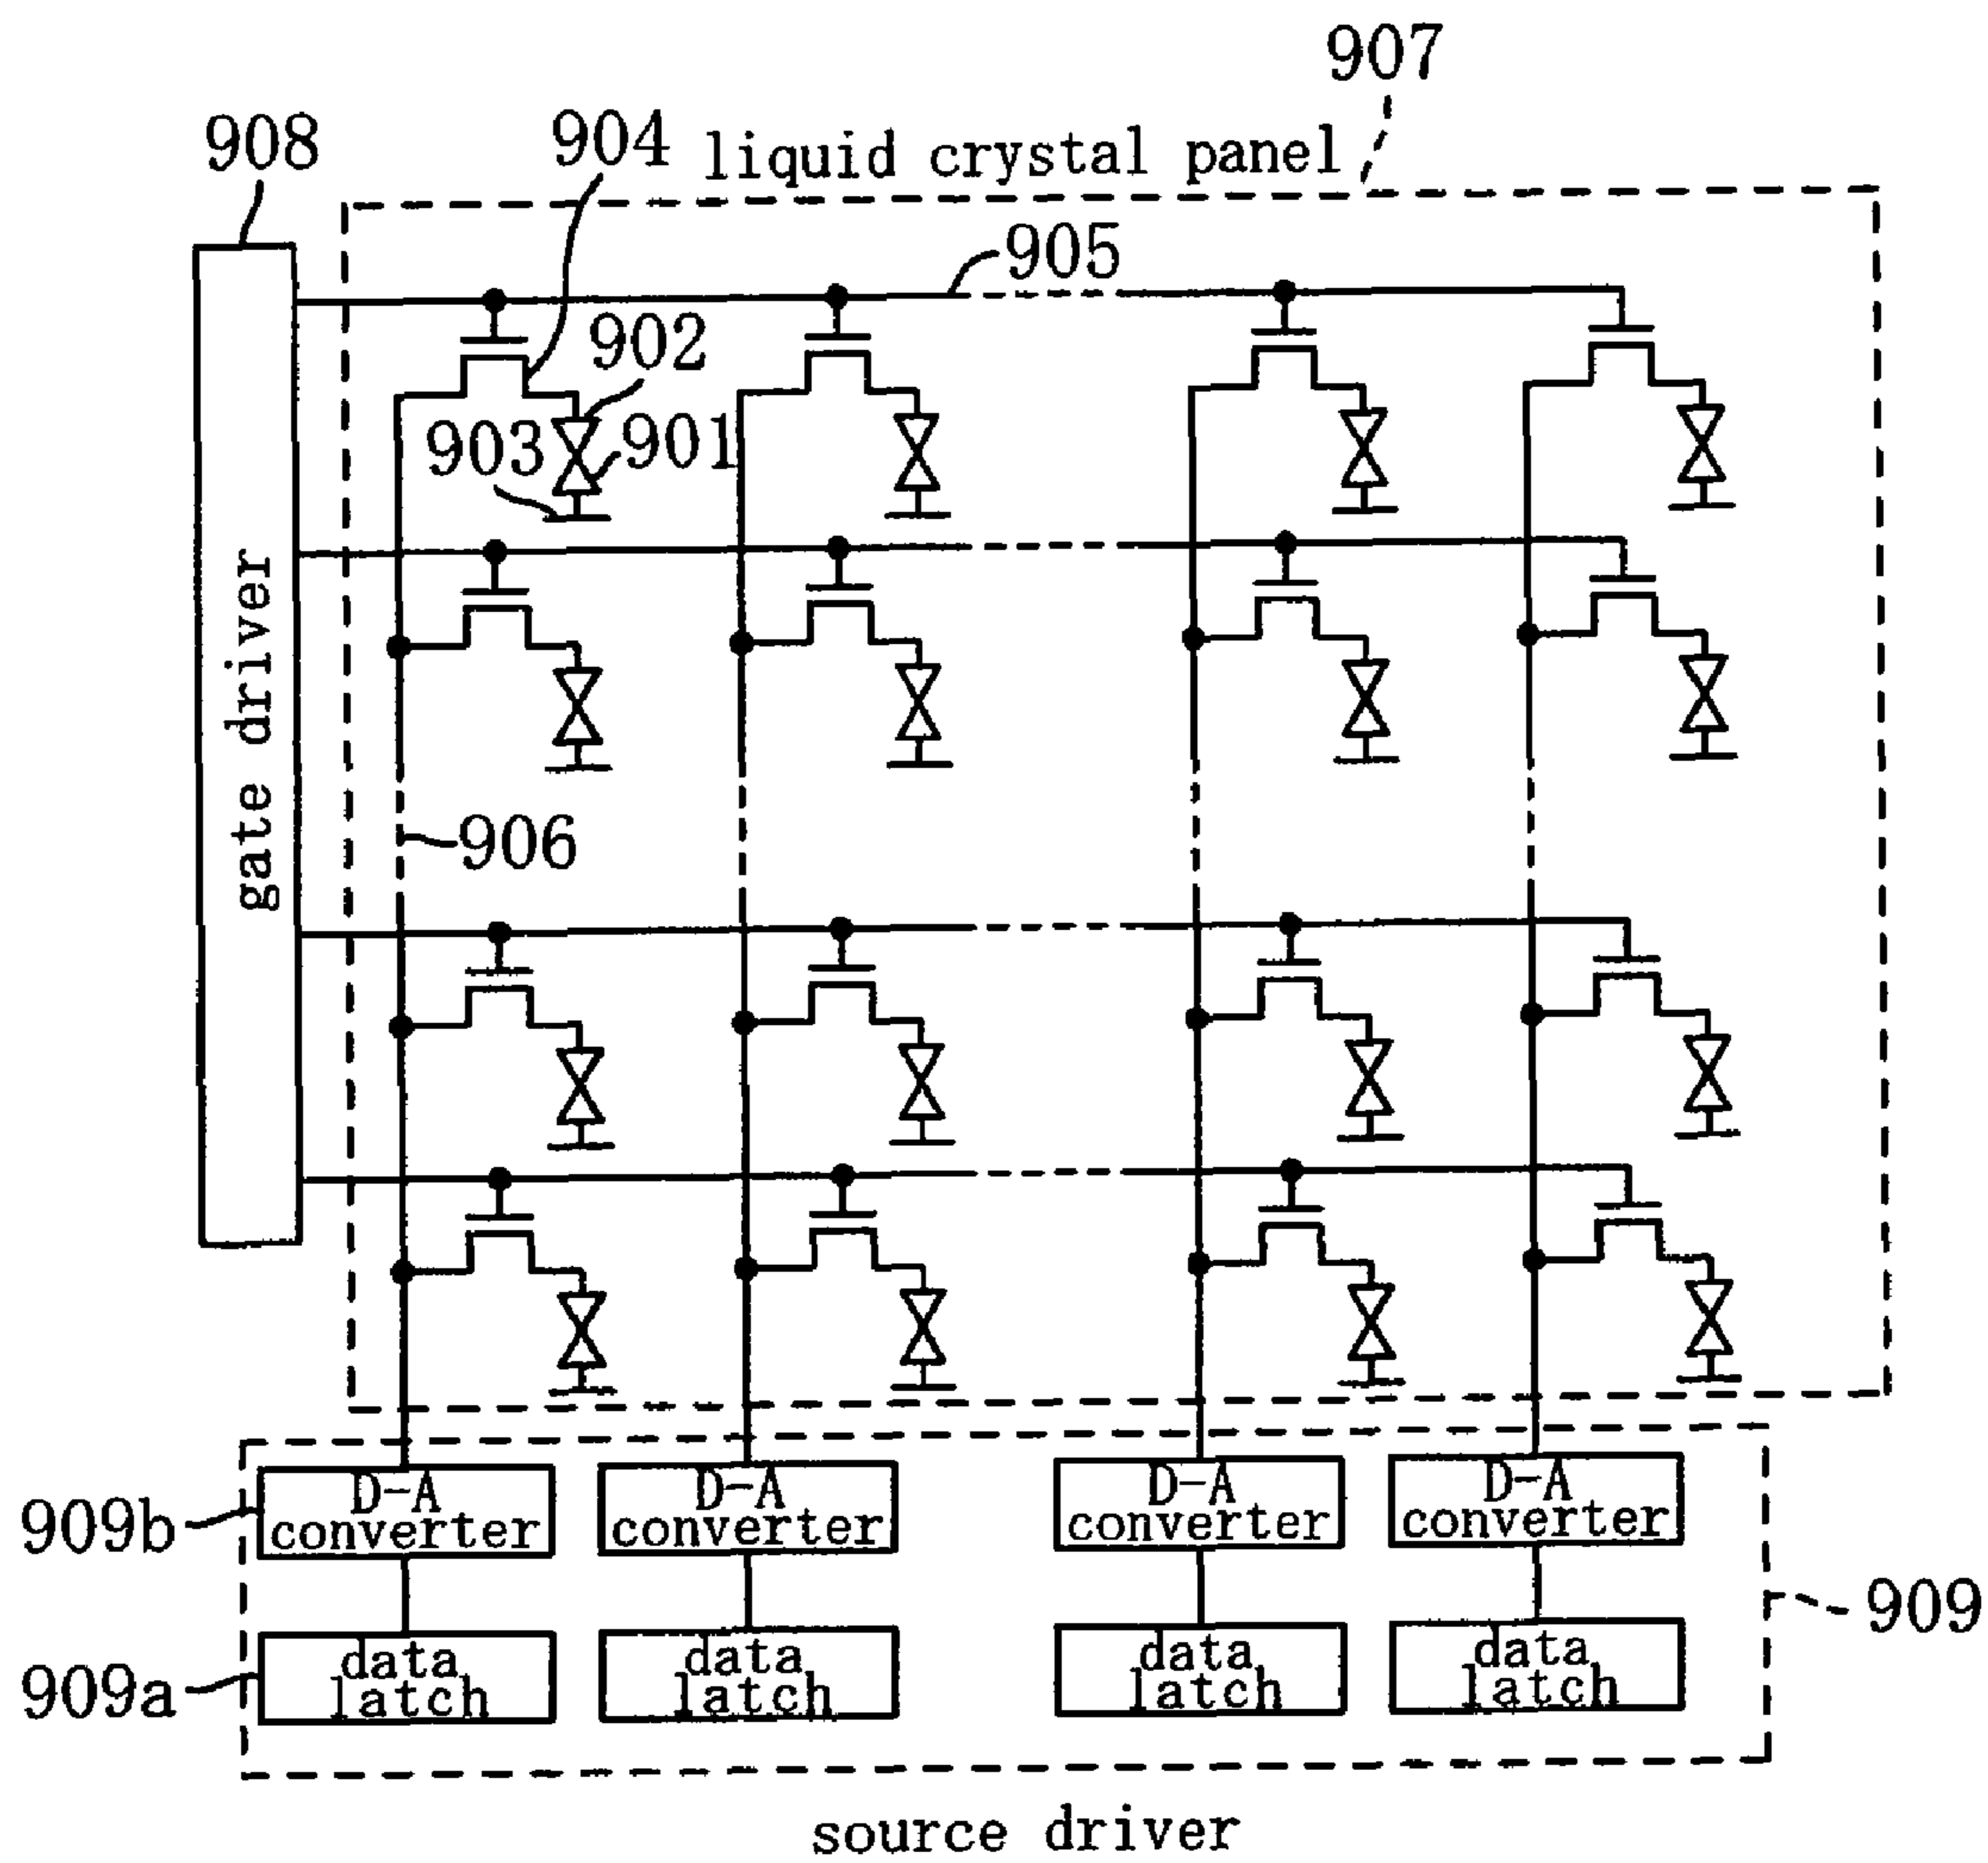 907
908
904
liquid crystal panel
905
902
903
901
gate driver
906
D-A
converter
D-A
converter
D-A
converter
D-A
converter
909b
909
data
latch
data
latch
data
latch
data
latch
909a
source driver